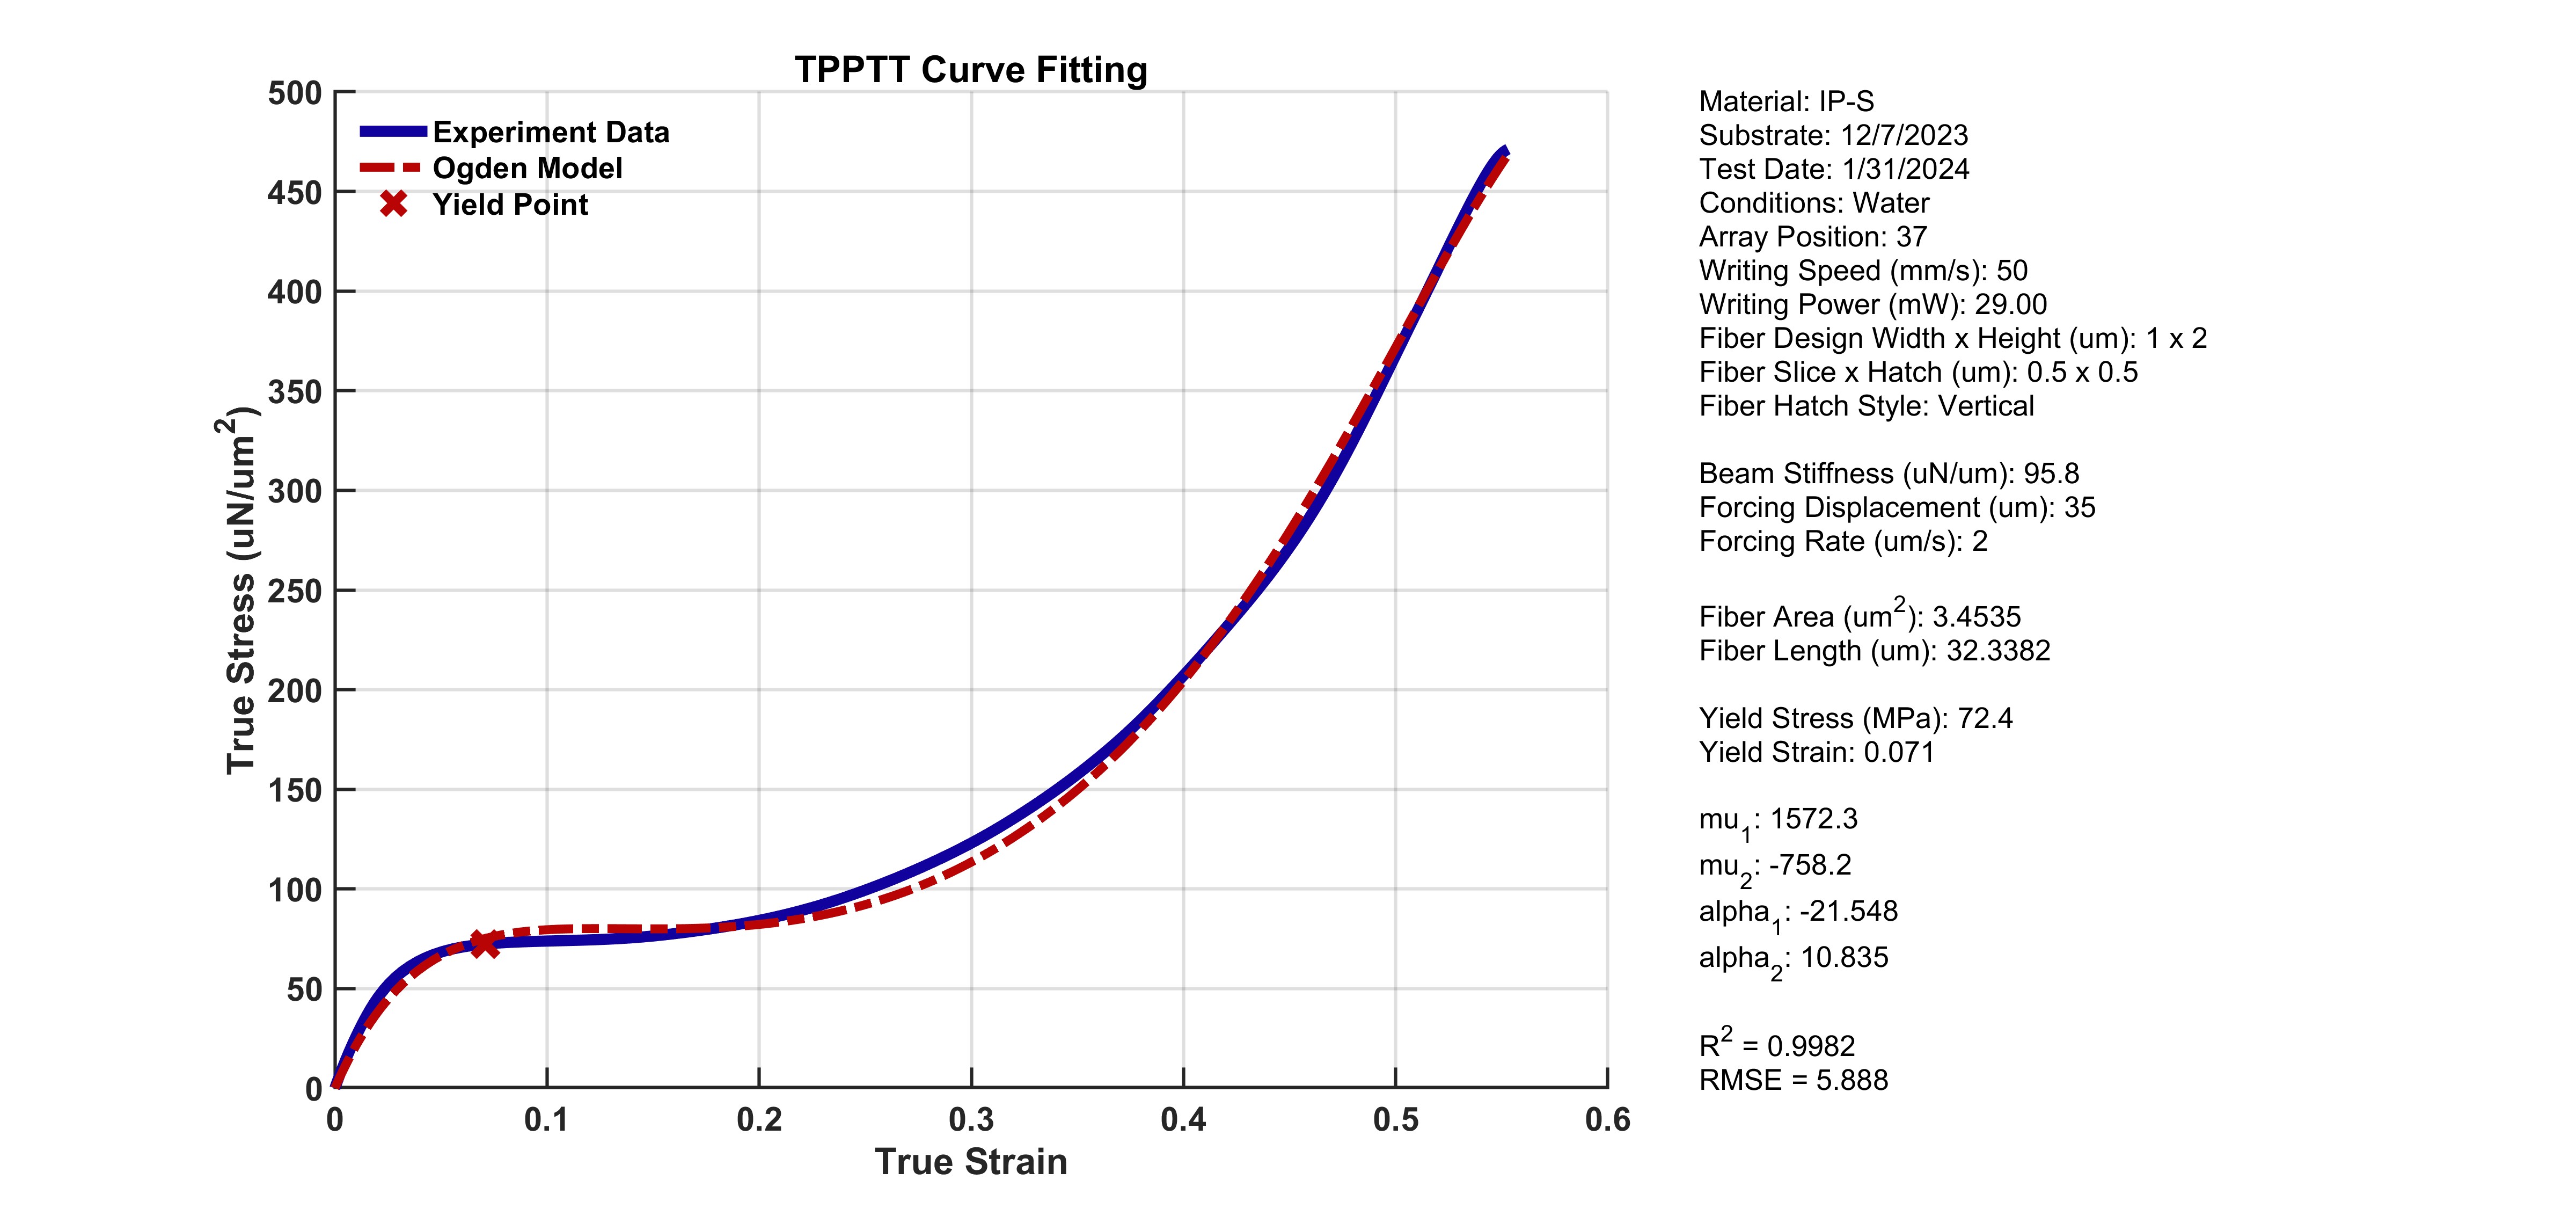 TPPTT Curve Fitting
500
450
400
350
300
250
200
150
100
50
0
True Stress (uN/um²)
Experiment Data
Ogden Model
Yield Point
0 0.1 0.2 0.3 0.4 0.5 0.6
True Strain
Material: IP-S
Substrate: 12/7/2023
Test Date: 1/31/2024
Conditions: Water
Array Position: 37
Writing Speed (mm/s): 50
Writing Power (mW): 29.00
Fiber Design Width x Height (um): 1 x 2
Fiber Slice x Hatch (um): 0.5 x 0.5
Fiber Hatch Style: Vertical
Beam Stiffness (uN/um): 95.8
Forcing Displacement (um): 35
Forcing Rate (um/s): 2
Fiber Area (um²): 3.4535
Fiber Length (um): 32.3382
Yield Stress (MPa): 72.4
Yield Strain: 0.071
mu₁: 1572.3
mu₂: -758.2
alpha₁: -21.548
alpha₂: 10.835
R² = 0.9982
RMSE = 5.888